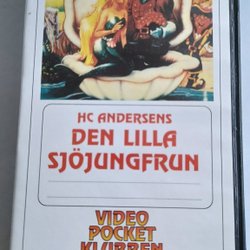 HC ANDERSENS
DEN LILLA
SJÖJUNGFRUN
VIDEO
POCKET
KLUBBEN